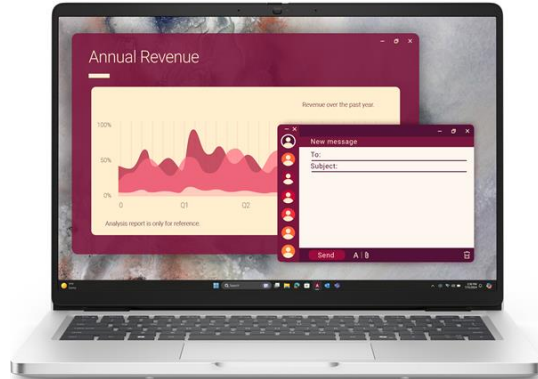 Annual Revenue
Revenue over the past year.
100%
50%
0%
0
Q1
Q2
Analysis report is only for reference.
New message
To:
Subject:
Send
A
Search